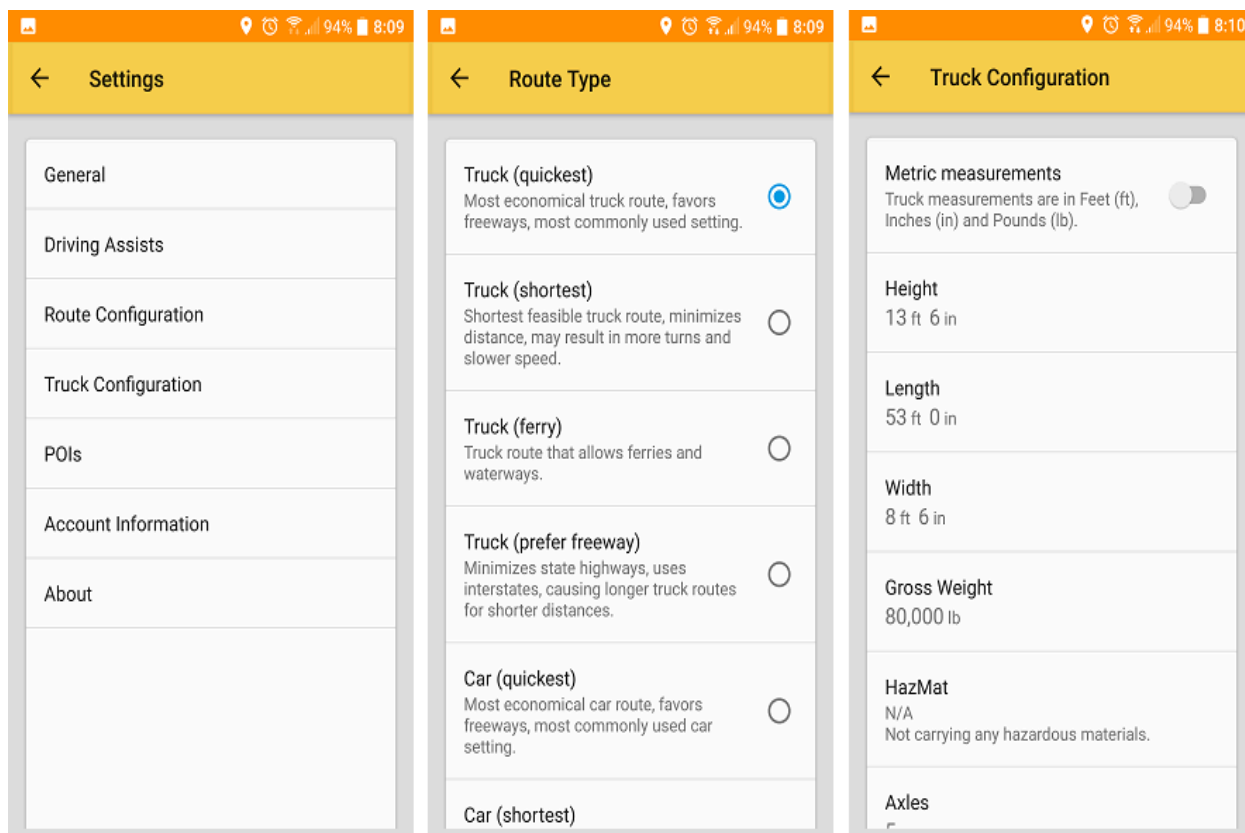 94% 8:09
Settings
General
Driving Assists
Route Configuration
Truck Configuration
POIs
Account Information
About
94% 8:09
Route Type
Truck (quickest)
Most economical truck route, favors
freeways, most commonly used setting.
Truck (shortest)
Shortest feasible truck route, minimizes
distance, may result in more turns and
slower speed.
Truck (ferry)
Truck route that allows ferries and
waterways.
Truck (prefer freeway)
Minimizes state highways, uses
interstates, causing longer truck routes
for shorter distances.
Car (quickest)
Most economical car route, favors
freeways, most commonly used car
setting.
Car (shortest)
94% 8:10
Truck Configuration
Metric measurements
Truck measurements are in Feet (ft),
Inches (in) and Pounds (lb).
Height
13 ft 6 in
Length
53 ft 0 in
Width
8 ft 6 in
Gross Weight
80,000 lb
HazMat
N/A
Not carrying any hazardous materials.
Axles